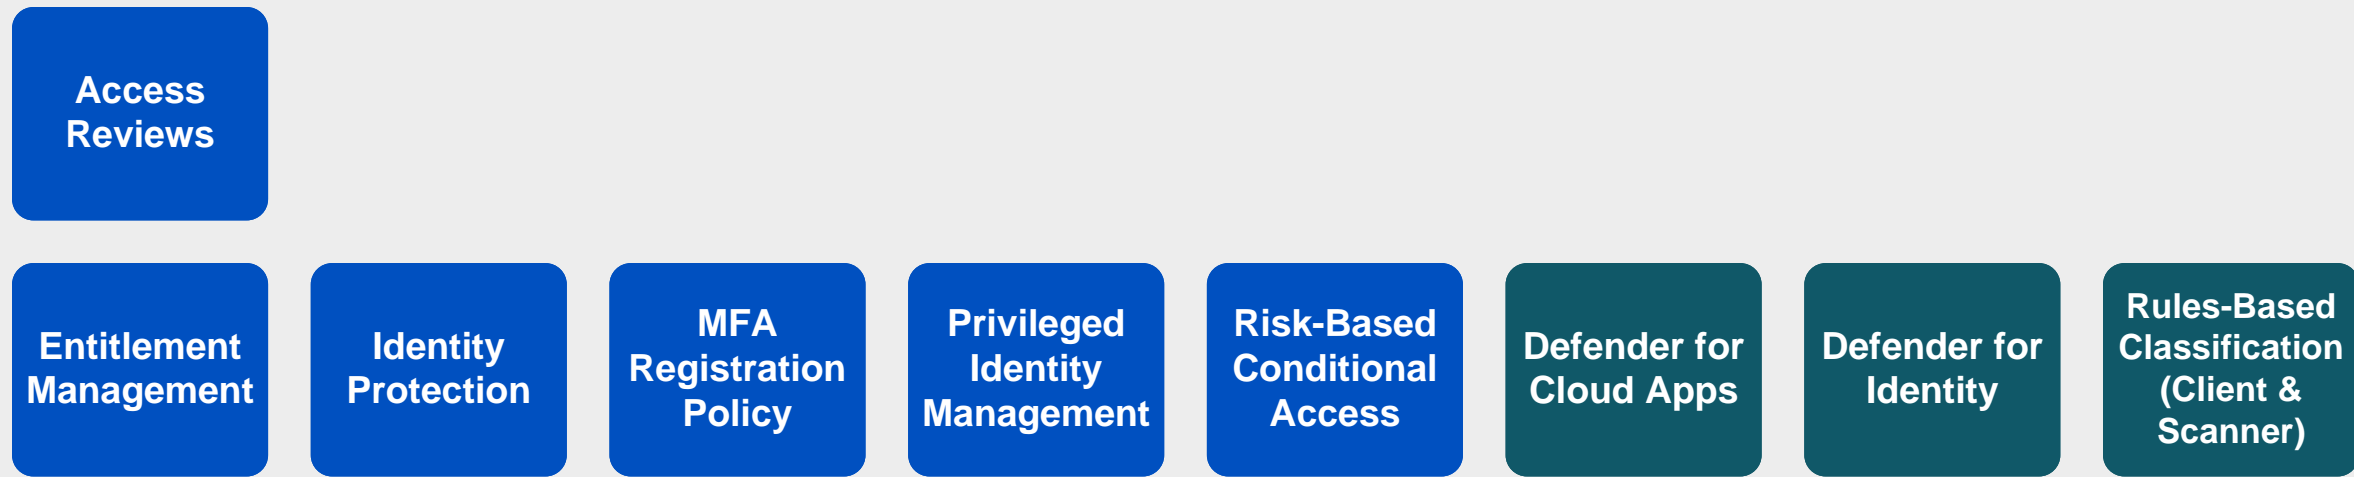 Access
Reviews
Entitlement
Management
Identity
Protection
MFA
Registration
Policy
Privileged
Identity
Management
Risk-Based
Conditional
Access
Defender for
Cloud Apps
Defender for
Identity
Rules-Based
Classification
(Client &
Scanner)